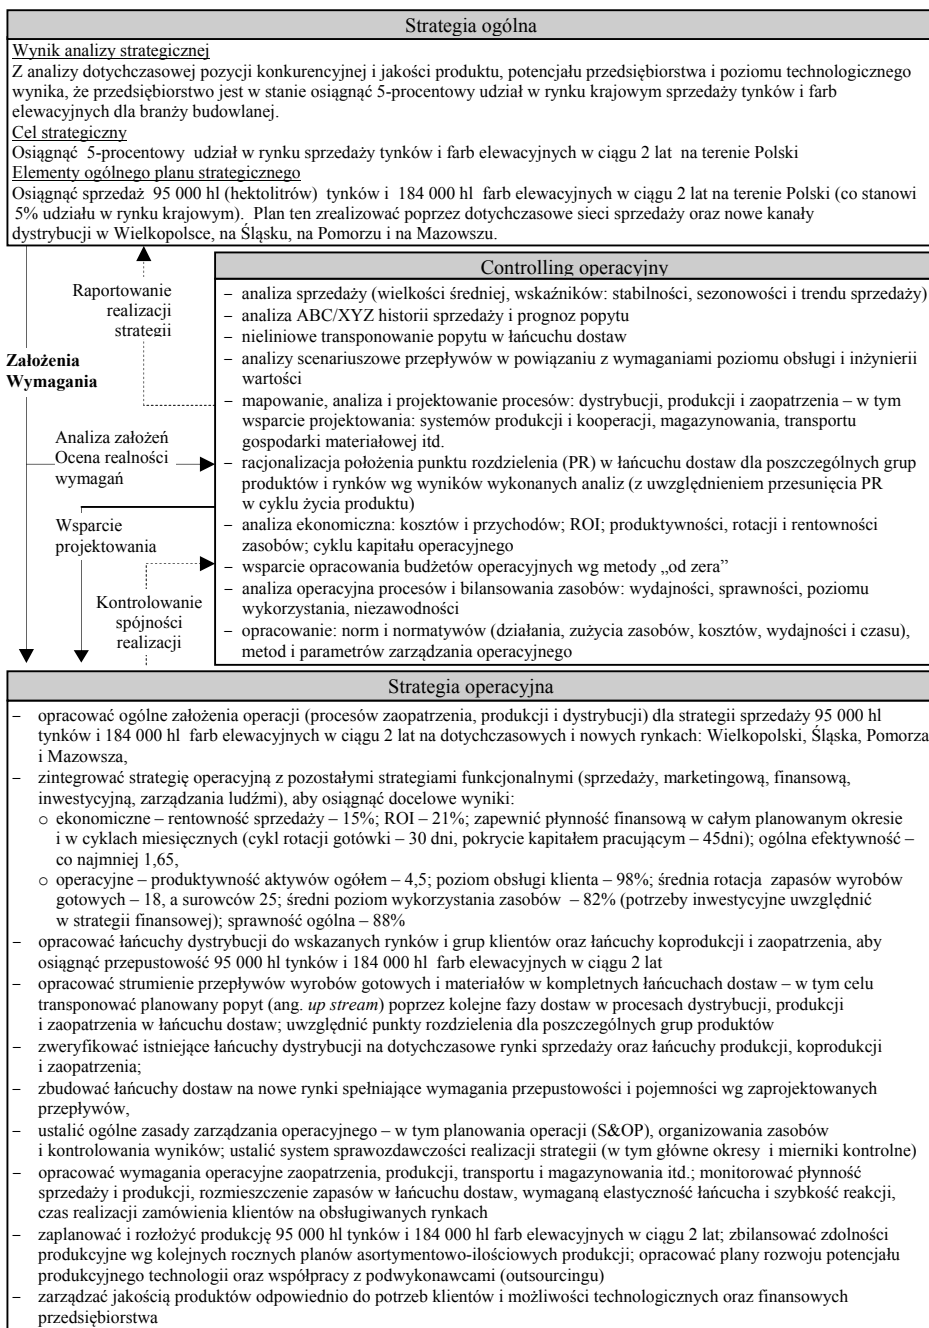 Strategia ogólna
Wynik analizy strategicznej
Z analizy dotychczasowej pozycji konkurencyjnej i jakości produktu, potencjału przedsiębiorstwa i poziomu technologicznego
wynika, że przedsiębiorstwo jest w stanie osiągnąć 5-procentowy udział w rynku krajowym sprzedaży tynków i farb
elewacyjnych dla branży budowlanej.
Cel strategiczny
Osiągnąć 5-procentowy udział w rynku sprzedaży tynków i farb elewacyjnych w ciągu 2 lat na terenie Polski
Elementy ogólnego planu strategicznego
Osiągnąć sprzedaż 95 000 hl (hektolitrów) tynków i 184 000 hl farb elewacyjnych w ciągu 2 lat na terenie Polski (co stanowi
5% udziału w rynku krajowym). Plan ten zrealizować poprzez dotychczasowe sieci sprzedaży oraz nowe kanały
dystrybucji w Wielkopolsce, na Śląsku, na Pomorzu i na Mazowszu.
Raportowanie
realizacji
strategii
Założenia
Wymagania
Analiza założeń
Ocena realności
wymagań
Wsparcie
projektowania
Kontrolowanie
spójności
realizacji
Controlling operacyjny
– analiza sprzedaży (wielkości średniej, wskaźników: stabilności, sezonowości i trendu sprzedaży)
– analiza ABC/XYZ historii sprzedaży i prognoz popytu
– nieliniowe transponowanie popytu w łańcuchu dostaw
– analizy scenariuszowe przepływów w powiązaniu z wymaganiami poziomu obsługi i inżynierii
wartości
– mapowanie, analiza i projektowanie procesów: dystrybucji, produkcji i zaopatrzenia – w tym
wsparcie projektowania: systemów produkcji i kooperacji, magazynowania, transportu
gospodarki materiałowej itd.
– racjonalizacja położenia punktu rozdzielenia (PR) w łańcuchu dostaw dla poszczególnych grup
produktów i rynków wg wyników wykonanych analiz (z uwzględnieniem przesunięcia PR
w cyklu życia produktu)
– analiza ekonomiczna: kosztów i przychodów; ROI; produktywności, rotacji i rentowności
zasobów; cyklu kapitału operacyjnego
– wsparcie opracowania budżetów operacyjnych wg metody „od zera”
– analiza operacyjna procesów i bilansowania zasobów: wydajności, sprawności, poziomu
wykorzystania, niezawodności
– opracowanie: norm i normatywów (działania, zużycia zasobów, kosztów, wydajności i czasu),
metod i parametrów zarządzania operacyjnego
Strategia operacyjna
– opracować ogólne założenia operacji (procesów zaopatrzenia, produkcji i dystrybucji) dla strategii sprzedaży 95 000 hl
tynków i 184 000 hl farb elewacyjnych w ciągu 2 lat na dotychczasowych i nowych rynkach: Wielkopolski, Śląska, Pomorza
i Mazowsza,
– zintegrować strategię operacyjną z pozostałymi strategiami funkcjonalnymi (sprzedaży, marketingową, finansową,
inwestycyjną, zarządzania ludźmi), aby osiągnąć docelowe wyniki:
o ekonomiczne – rentowność sprzedaży – 15%; ROI – 21%; zapewnić płynność finansową w całym planowanym okresie
i w cyklach miesięcznych (cykl rotacji gotówki – 30 dni, pokrycie kapitałem pracującym – 45dni); ogólna efektywność –
co najmniej 1,65,
o operacyjne – produktywność aktywów ogółem – 4,5; poziom obsługi klienta – 98%; średnia rotacja zapasów wyrobów
gotowych – 18, a surowców 25; średni poziom wykorzystania zasobów – 82% (potrzeby inwestycyjne uwzględnić
w strategii finansowej); sprawność ogólna – 88%
– opracować łańcuchy dystrybucji do wskazanych rynków i grup klientów oraz łańcuchy koprodukcji i zaopatrzenia, aby
osiągnąć przepustowość 95 000 hl tynków i 184 000 hl farb elewacyjnych w ciągu 2 lat
– opracować strumienie przepływów wyrobów gotowych i materiałów w kompletnych łańcuchach dostaw – w tym celu
transponować planowany popyt (ang. up stream) poprzez kolejne fazy dostaw w procesach dystrybucji, produkcji
i zaopatrzenia w łańcuchu dostaw; uwzględnić punkty rozdzielenia dla poszczególnych grup produktów
– zweryfikować istniejące łańcuchy dystrybucji na dotychczasowe rynki sprzedaży oraz łańcuchy produkcji, koprodukcji
i zaopatrzenia;
– zbudować łańcuchy dostaw na nowe rynki spełniające wymagania przepustowości i pojemności wg zaprojektowanych
przepływów,
– ustalić ogólne zasady zarządzania operacyjnego – w tym planowania operacji (S&OP), organizowania zasobów
i kontrolowania wyników; ustalić system sprawozdawczości realizacji strategii (w tym główne okresy i mierniki kontrolne)
– opracować wymagania operacyjne zaopatrzenia, produkcji, transportu i magazynowania itd.; monitorować płynność
sprzedaży i produkcji, rozmieszczenie zapasów w łańcuchu dostaw, wymaganą elastyczność łańcucha i szybkość reakcji,
czas realizacji zamówienia klientów na obsługiwanych rynkach
– zaplanować i rozłożyć produkcję 95 000 hl tynków i 184 000 hl farb elewacyjnych w ciągu 2 lat; zbilansować zdolności
produkcyjne wg kolejnych rocznych planów asortymentowo-ilościowych produkcji; opracować plany rozwoju potencjału
produkcyjnego technologii oraz współpracy z podwykonawcami (outsourcingu)
– zarządzać jakością produktów odpowiednio do potrzeb klientów i możliwości technologicznych oraz finansowych
przedsiębiorstwa